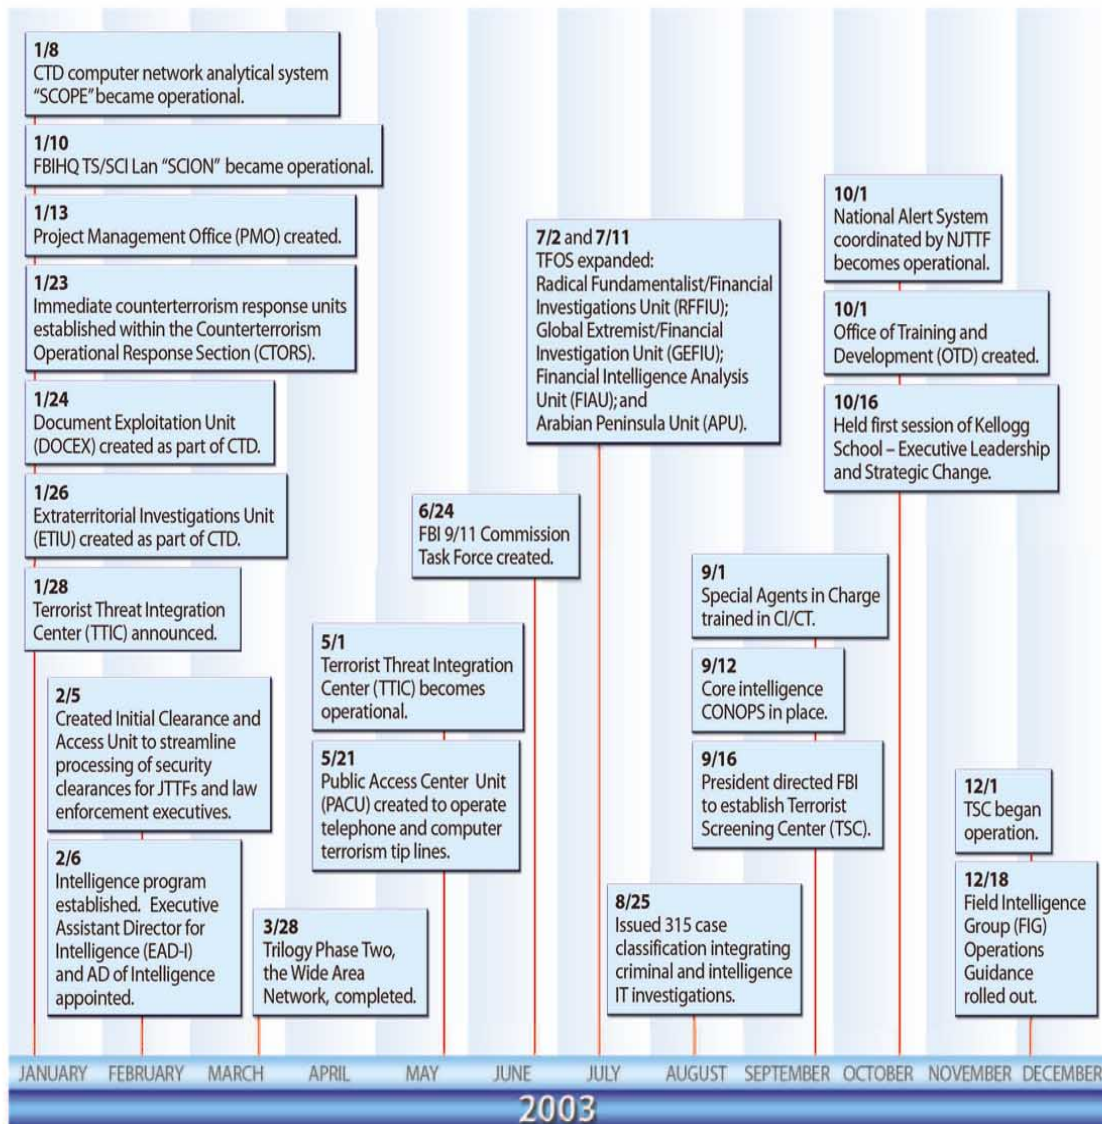 1/8
CTD computer network analytical system
“SCOPE” became operational.
1/10
FBIHQ TS/SCI Lan “SCION” became operational.
1/13
Project Management Office (PMO) created.
1/23
Immediate counterterrorism response units
established within the Counterterrorism
Operational Response Section (CTORS).
1/24
Document Exploitation Unit
(DOCEX) created as part of CTD.
1/26
Extraterritorial Investigations Unit
(ETIU) created as part of CTD.
1/28
Terrorist Threat Integration
Center (TTIC) announced.
2/5
Created Initial Clearance and
Access Unit to streamline
processing of security
clearances for JTTFs and law
enforcement executives.
2/6
Intelligence program
established. Executive
Assistant Director for
Intelligence (EAD-I)
and AD of Intelligence
appointed.
3/28
Trilogy Phase Two,
the Wide Area
Network, completed.
5/1
Terrorist Threat Integration
Center (TTIC) becomes
operational.
5/21
Public Access Center Unit
(PACU) created to operate
telephone and computer
terrorism tip lines.
6/24
FBI 9/11 Commission
Task Force created.
7/2 and 7/11
TFOS expanded:
Radical Fundamentalist/Financial
Investigations Unit (RFFIU);
Global Extremist/Financial
Investigation Unit (GEFIU);
Financial Intelligence Analysis
Unit (FIAU); and
Arabian Peninsula Unit (APU).
8/25
Issued 315 case
classification integrating
criminal and intelligence
IT investigations.
9/1
Special Agents in Charge
trained in CI/CT.
9/12
Core intelligence
CONOPS in place.
9/16
President directed FBI
to establish Terrorist
Screening Center (TSC).
10/1
National Alert System
coordinated by NJTTF
becomes operational.
10/1
Office of Training and
Development (OTD) created.
10/16
Held first session of Kellogg
School – Executive Leadership
and Strategic Change.
12/1
TSC began
operation.
12/18
Field Intelligence
Group (FIG)
Operations
Guidance
rolled out.
JANUARY FEBRUARY MARCH APRIL MAY JUNE JULY AUGUST SEPTEMBER OCTOBER NOVEMBER DECEMBER
2003